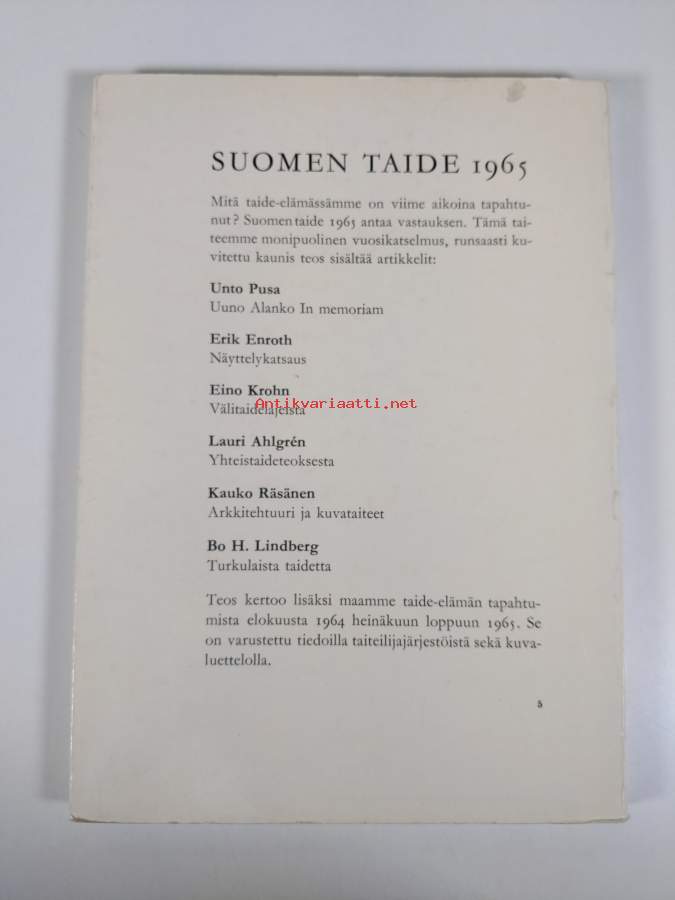 SUOMEN TAIDE 1965
Mitä taide-elämässämme on viime aikoina tapahtu-
nut? Suomen taide 1965 antaa vastauksen. Tämä tai-
teemme monipuolinen vuosikatselmus, runsaasti ku-
vitettu kaunis teos sisältää artikkelit:
Unto Pusa
Uuno Alanko In memoriam
Erik Enroth
Näyttelykatsaus
Eino Krohn
Antikvariaatti.net
Välitaidelajeista
Lauri Ahlgrén
Yhteistaideteoksesta
Kauko Räsänen
Arkkitehtuuri ja kuvataiteet
Bo H. Lindberg
Turkulaista taidetta
Teos kertoo lisäksi maamme taide-elämän tapahtu-
mista elokuusta 1964 heinäkuun loppuun 1965. Se
on varustettu tiedoilla taiteilijajärjestöistä sekä kuva-
luettelolla.
5